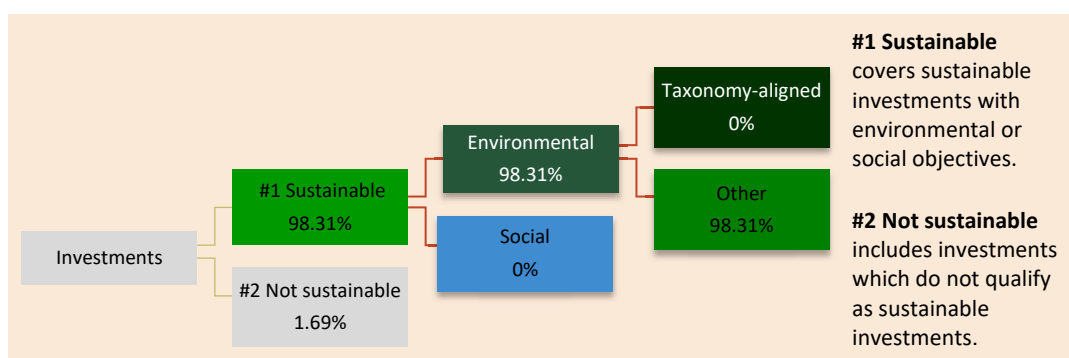 Investments
#1 Sustainable
98.31%
#2 Not sustainable
1.69%
Environmental
98.31%
Social
0%
Taxonomy-aligned
0%
Other
98.31%
#1 Sustainable
covers sustainable
investments with
environmental or
social objectives.
#2 Not sustainable
includes investments
which do not qualify
as sustainable
investments.